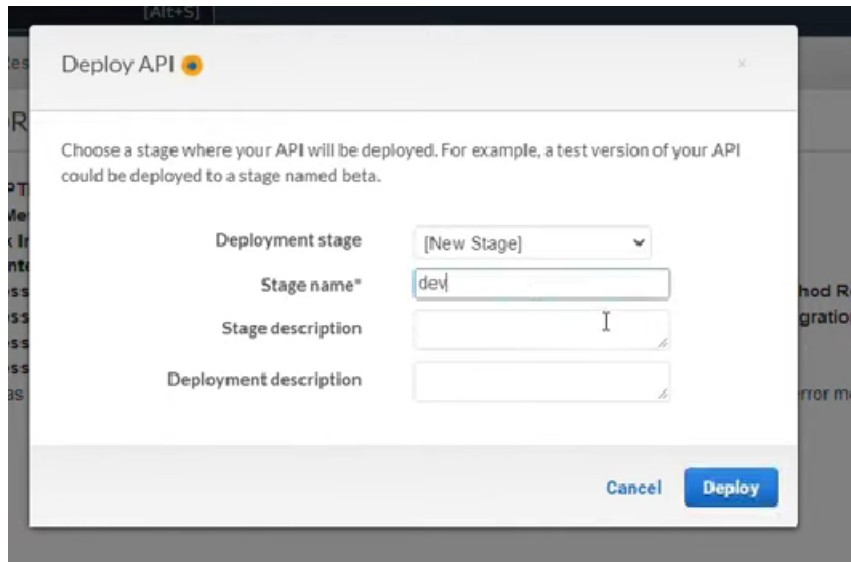 [Alt+S]
Deploy API
Choose a stage where your API will be deployed. For example, a test version of your API
could be deployed to a stage named beta.
Deployment stage
[New Stage]
Stage name*
dev
Stage description
Deployment description
Cancel
Deploy